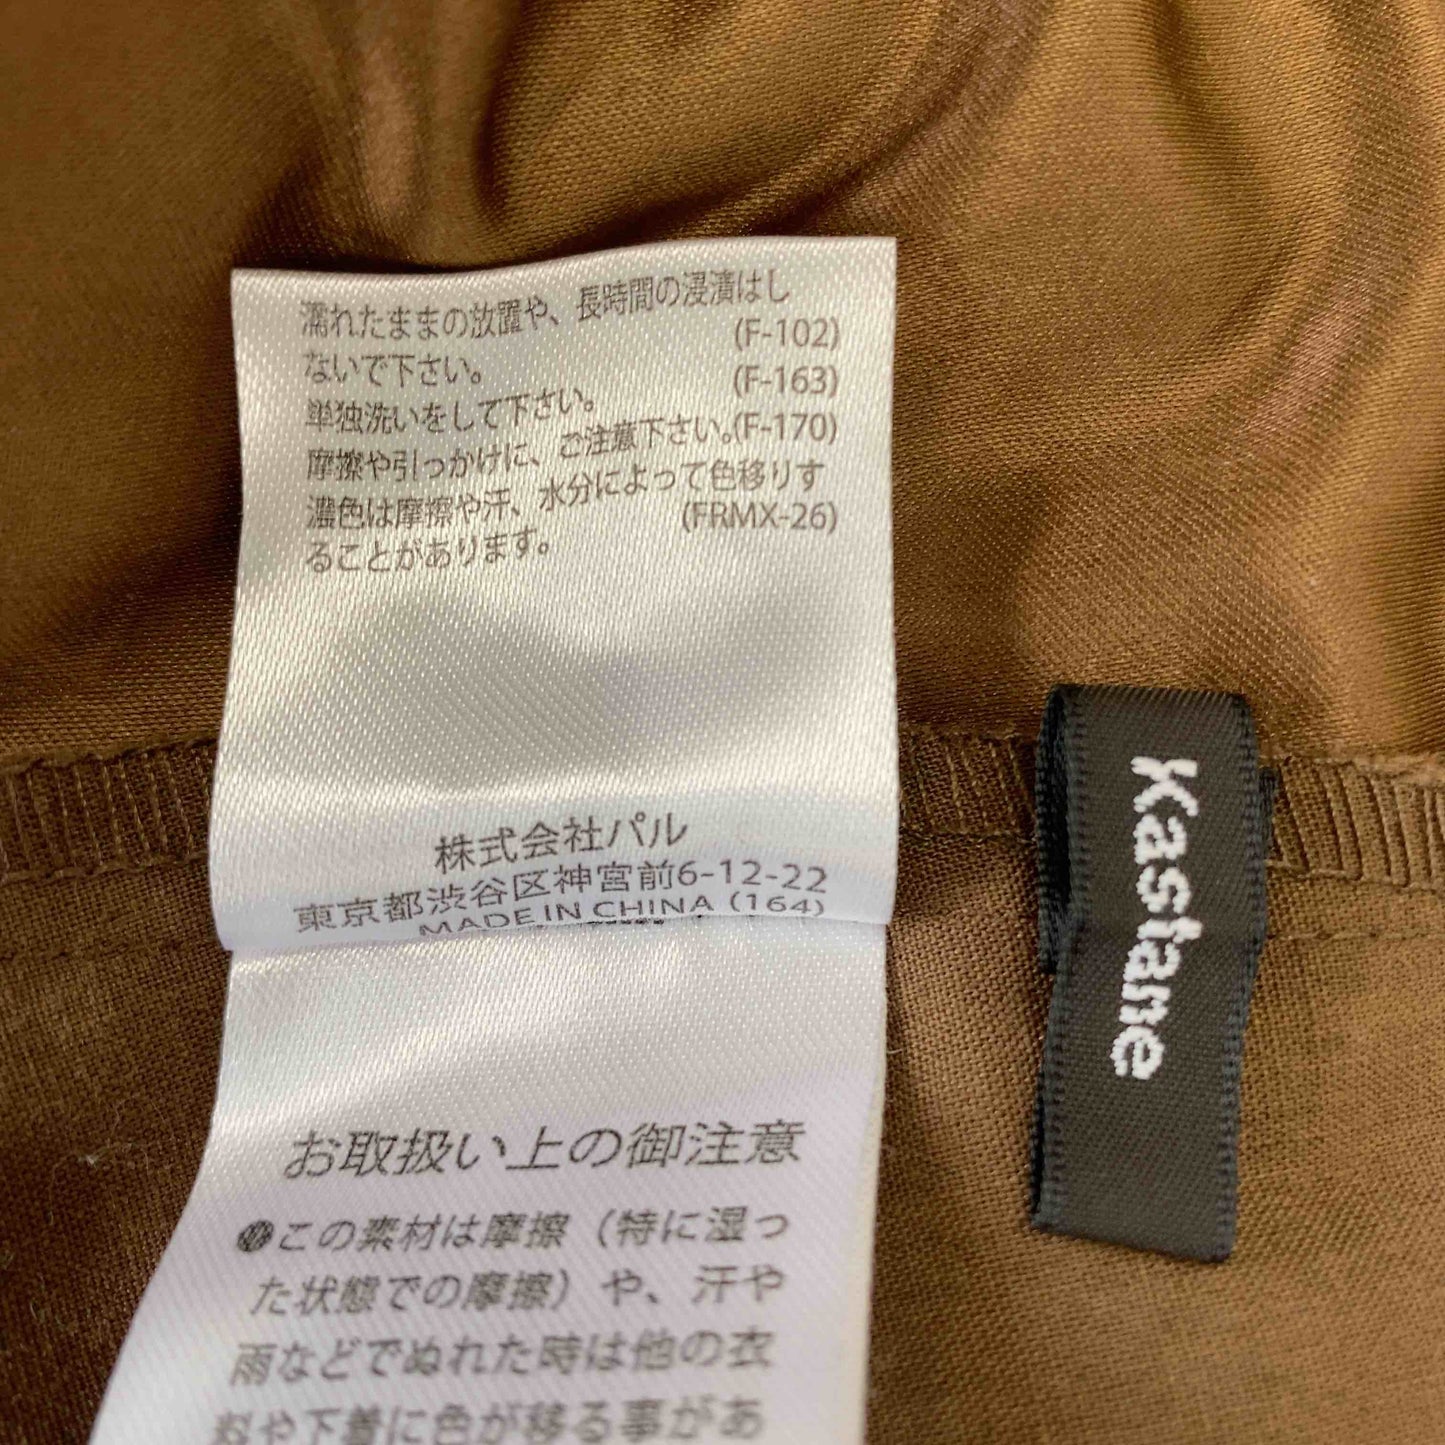 濡れたままの放置や、長時間の浸漬はし
ないで下さい。 (F-102)
単独洗いをして下さい。 (F-163)
摩擦や引っかけに、ご注意下さい。(F-170)
濃色は摩擦や汗、水分によって色移りす
ることがあります。 (FRMX-26)
株式会社パル
東京都渋谷区神宮前6-12-22
MADE IN CHINA (164)
お取扱い上の御注意
●この素材は摩擦（特に湿っ
た状態での摩擦）や、汗や
雨などでぬれた時は他の衣
料や下着に色が移る事があ
Kastane